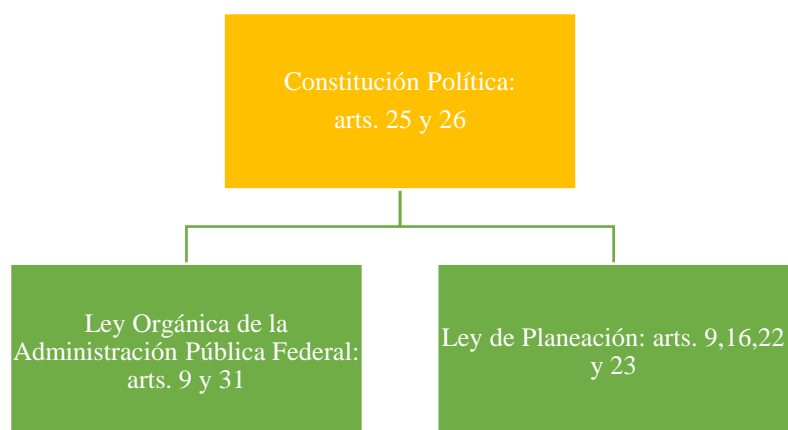 Constitución Política:
arts. 25 y 26
Ley Orgánica de la
Administración Pública Federal:
arts. 9 y 31
Ley de Planeación: arts. 9,16,22
y 23